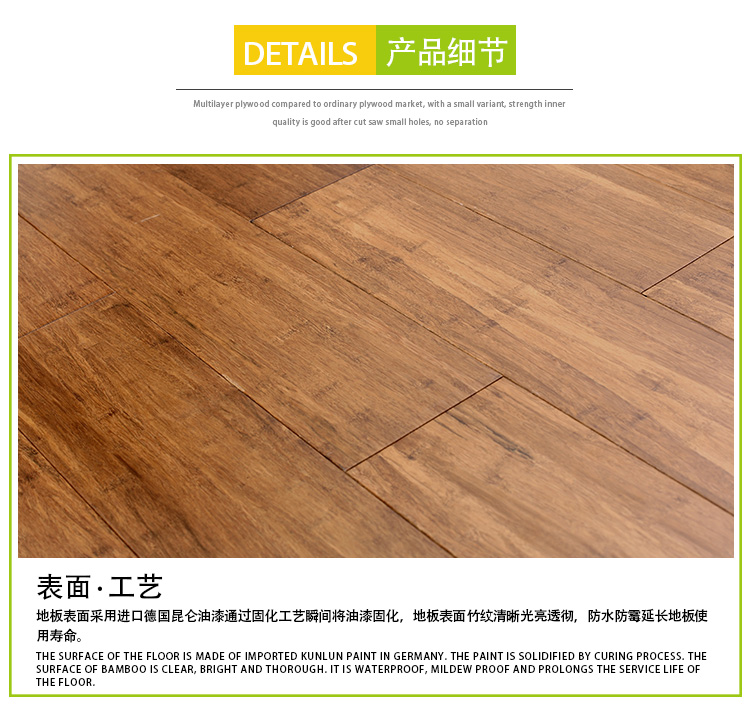 DETAILS 产品细节
Multilayer plywood compared to ordinary plywood market, with a small variant, strength inner
quality is good after cut saw small holes, no separation
表面·工艺
地板表面采用进口德国昆仑油漆通过固化工艺瞬间将油漆固化，地板表面竹纹清晰光亮透彻，防水防霉延长地板使
用寿命。
THE SURFACE OF THE FLOOR IS MADE OF IMPORTED KUNLUN PAINT IN GERMANY. THE PAINT IS SOLIDIFIED BY CURING PROCESS. THE
SURFACE OF BAMBOO IS CLEAR, BRIGHT AND THOROUGH. IT IS WATERPROOF, MILDEW PROOF AND PROLONGS THE SERVICE LIFE OF
THE FLOOR.